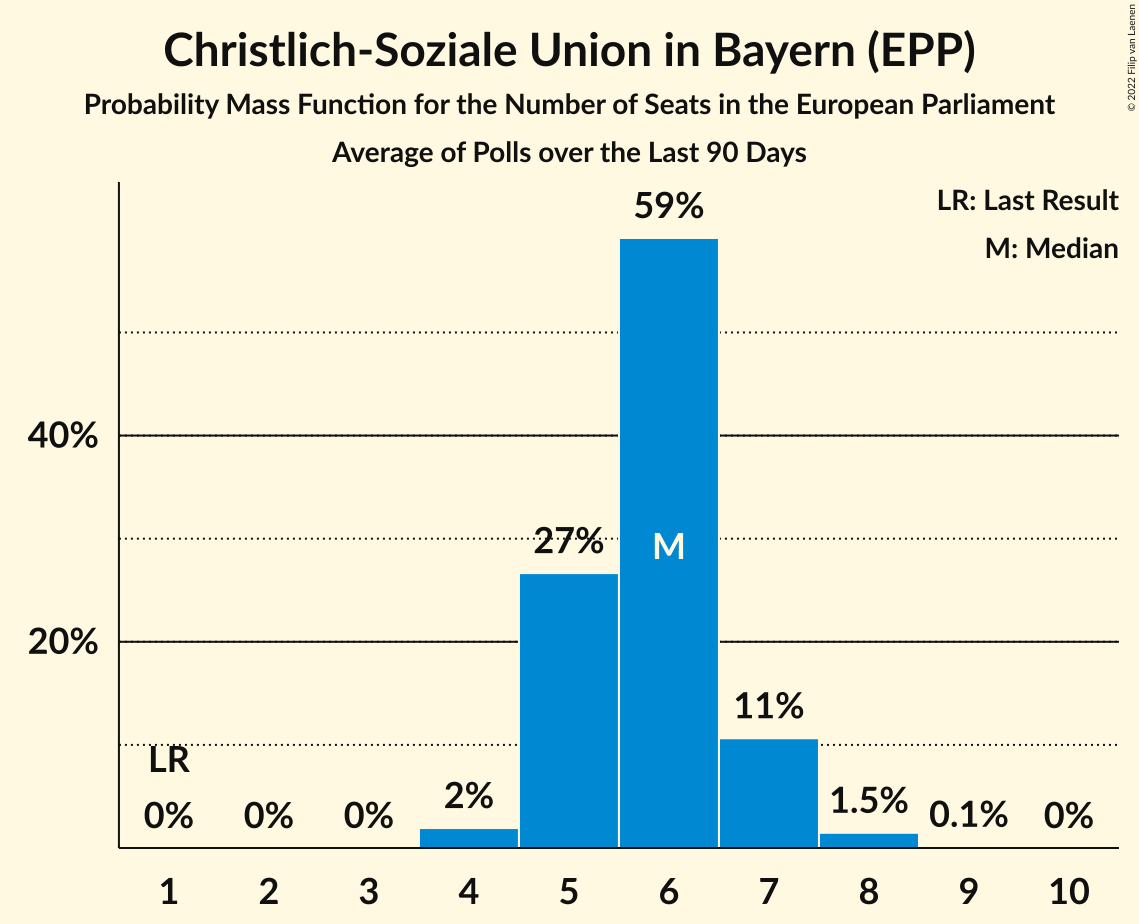 Christlich-Soziale Union in Bayern (EPP)
Probability Mass Function for the Number of Seats in the European Parliament
Average of Polls over the Last 90 Days
© 2022 Filip van Laenen
LR: Last Result
M: Median
59%
40%
27%
M
20%
11%
LR
2%
1.5%
0%
0%
0%
0.1%
0%
1 2 3 4 5 6 7 8 9 10